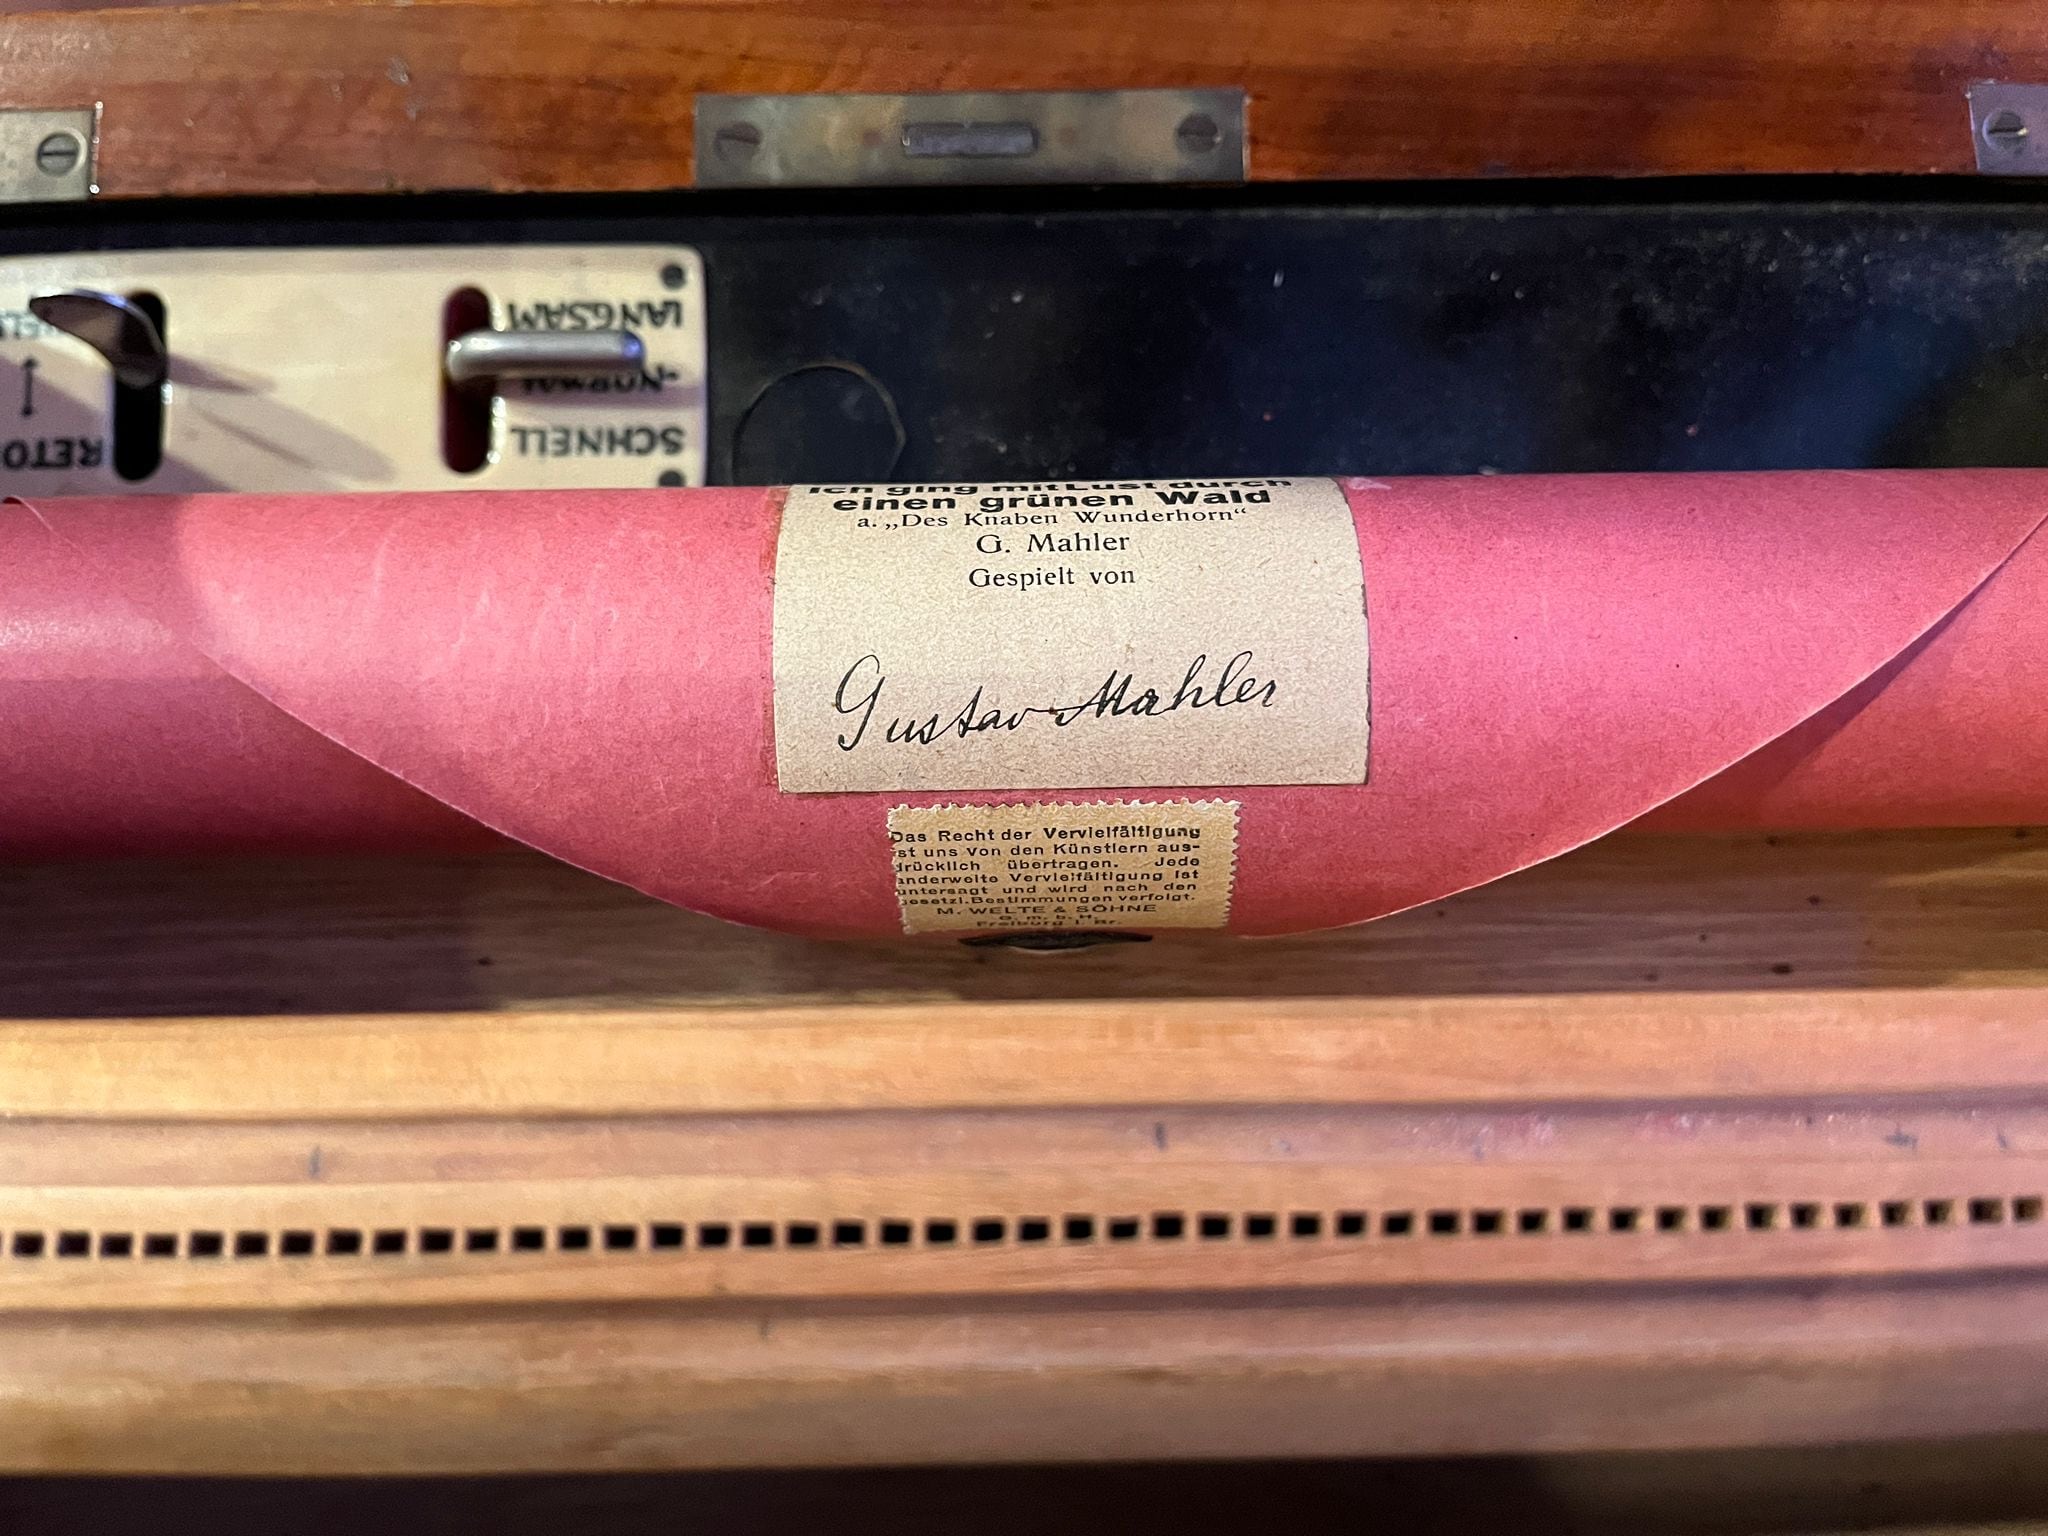 LANGSAM
NORMAL
SCHNELL
RETO
Ich ging mit Lust durch
einen grünen Wald
a. „Des Knaben Wunderhorn“
G. Mahler
Gespielt von
Gustav Mahler
Das Recht der Vervielfältigung
ist uns von den Künstlern aus-
drücklich übertragen. Jede
anderweite Vervielfältigung ist
untersagt und wird nach den
gesetzl. Bestimmungen verfolgt.
M. WELTE & SÖHNE
G. m. b. H.
Freiburg i. Br.